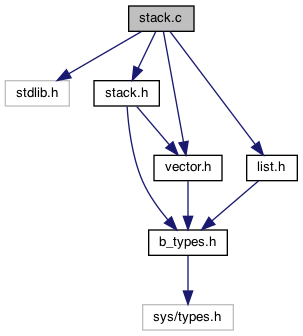 stack.c
stdlib.h
stack.h
vector.h
list.h
b_types.h
sys/types.h